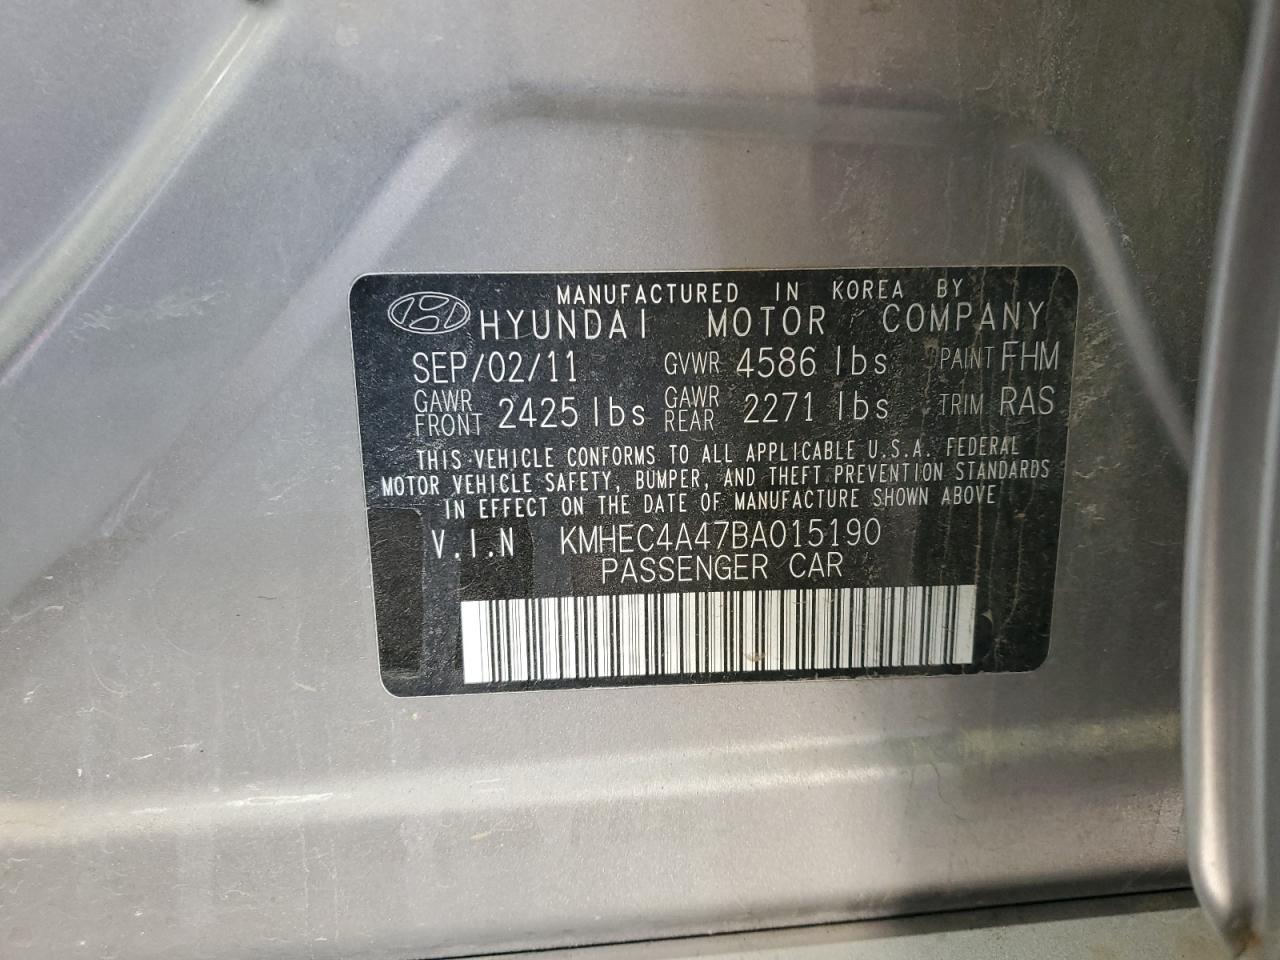 MANUFACTURED IN KOREA BY
HYUNDAI MOTOR COMPANY
SEP/02/11 GVWR 4586 lbs PAINT FHM
GAWR FRONT 2425 lbs GAWR REAR 2271 lbs TRIM RAS
THIS VEHICLE CONFORMS TO ALL APPLICABLE U.S.A. FEDERAL
MOTOR VEHICLE SAFETY, BUMPER, AND THEFT PREVENTION STANDARDS
IN EFFECT ON THE DATE OF MANUFACTURE SHOWN ABOVE
V.I.N KMHEC4A47BA015190
PASSENGER CAR